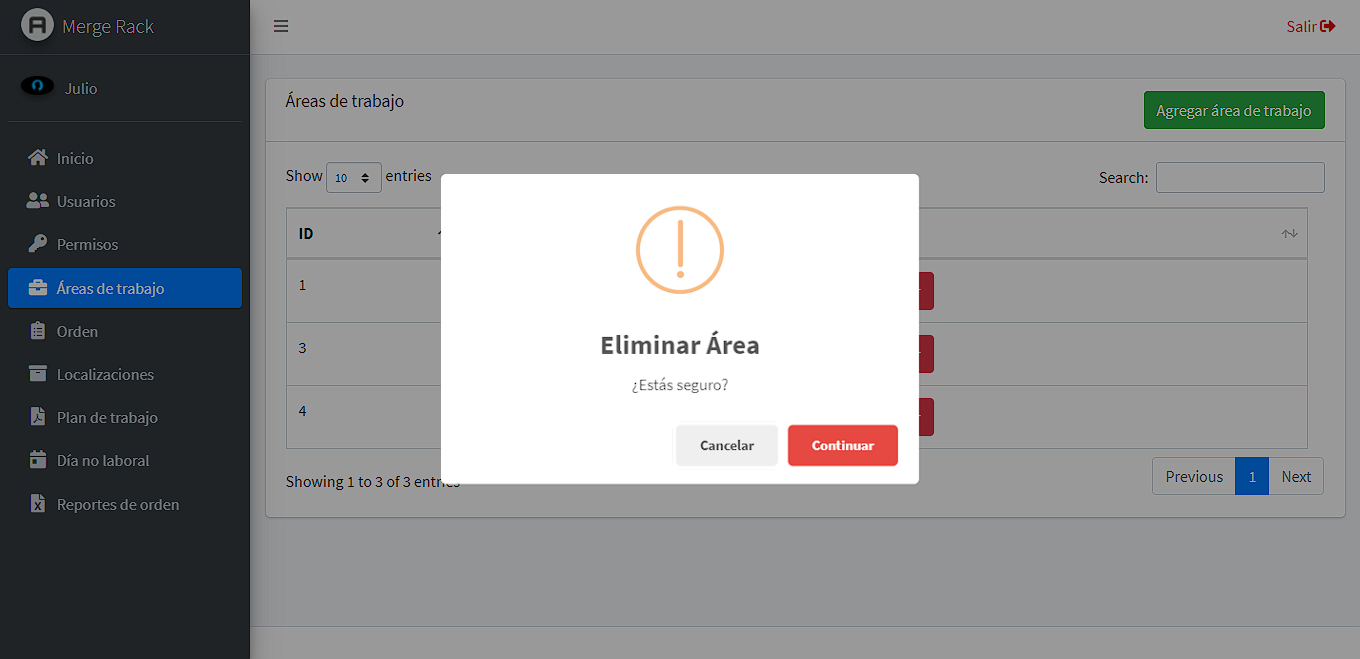 Merge Rack
Salir
Julio
Inicio
Usuarios
Permisos
Áreas de trabajo
Orden
Localizaciones
Plan de trabajo
Día no laboral
Reportes de orden
Áreas de trabajo
Agregar área de trabajo
Show 10 entries
Search:
ID
1
3
4
Eliminar Área
¿Estás seguro?
Cancelar Continuar
Showing 1 to 3 of 3 entries
Previous 1 Next